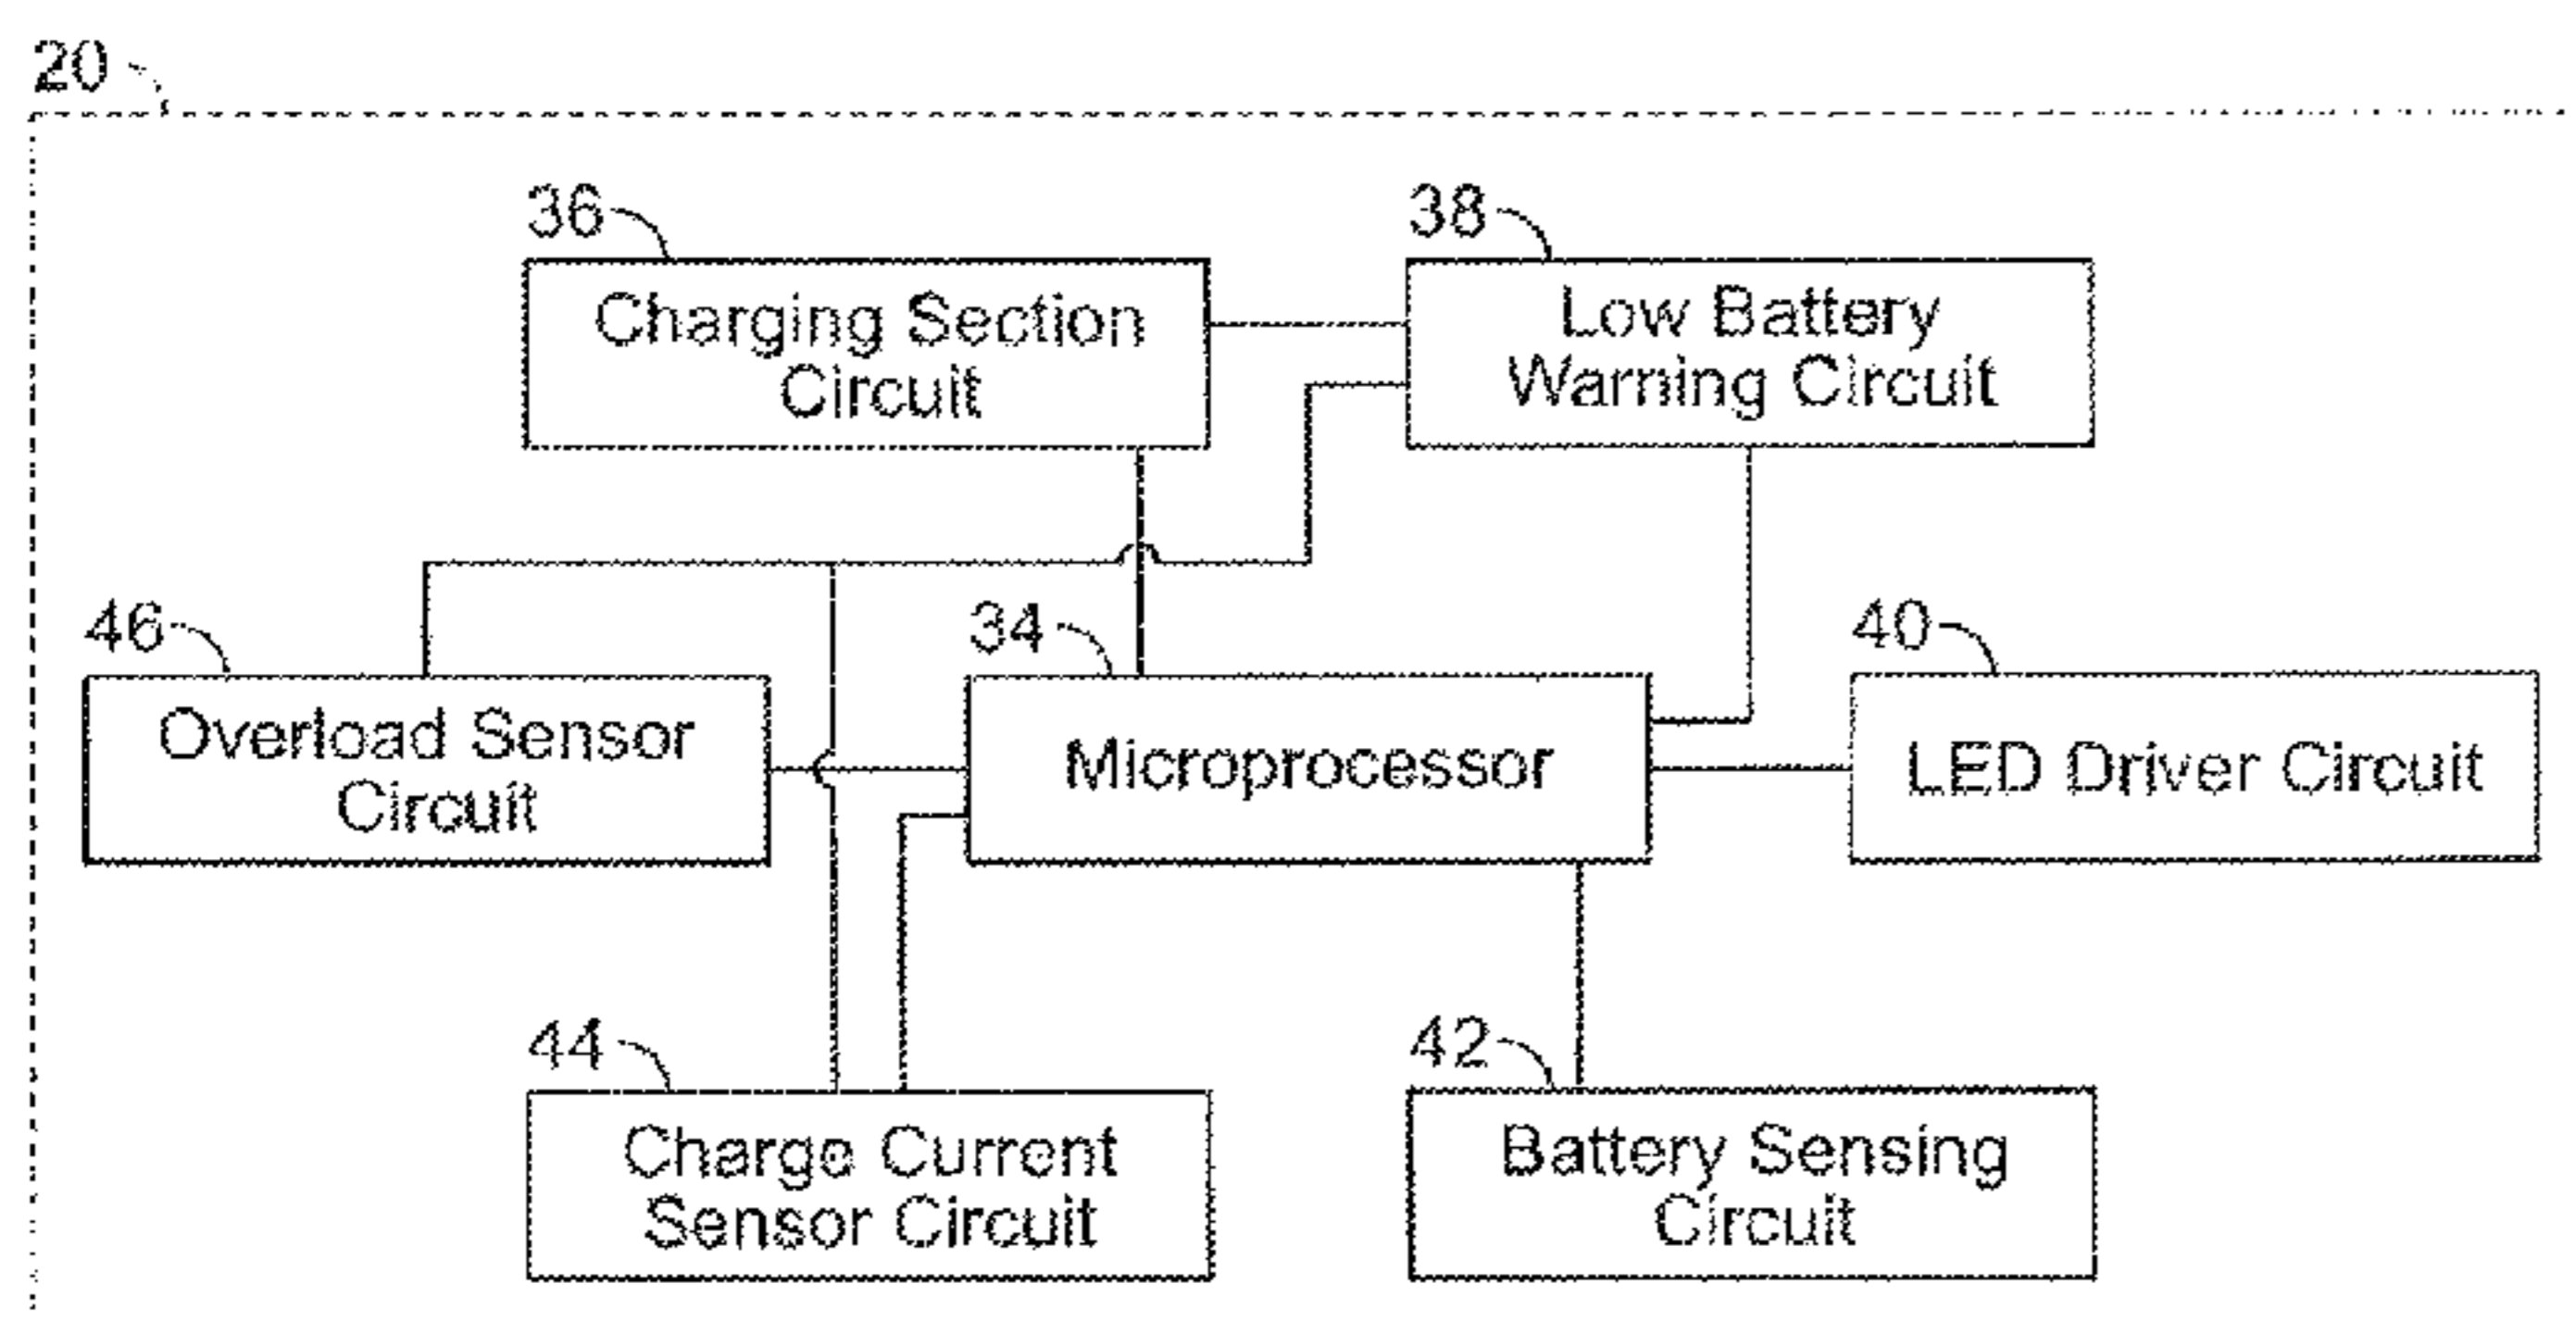 20
36
38
Charging Section
Circuit
Low Battery
Warning Circuit
46
34
40
Overload Sensor
Circuit
Microprocessor
LED Driver Circuit
44
42
Charge Current
Sensor Circuit
Battery Sensing
Circuit